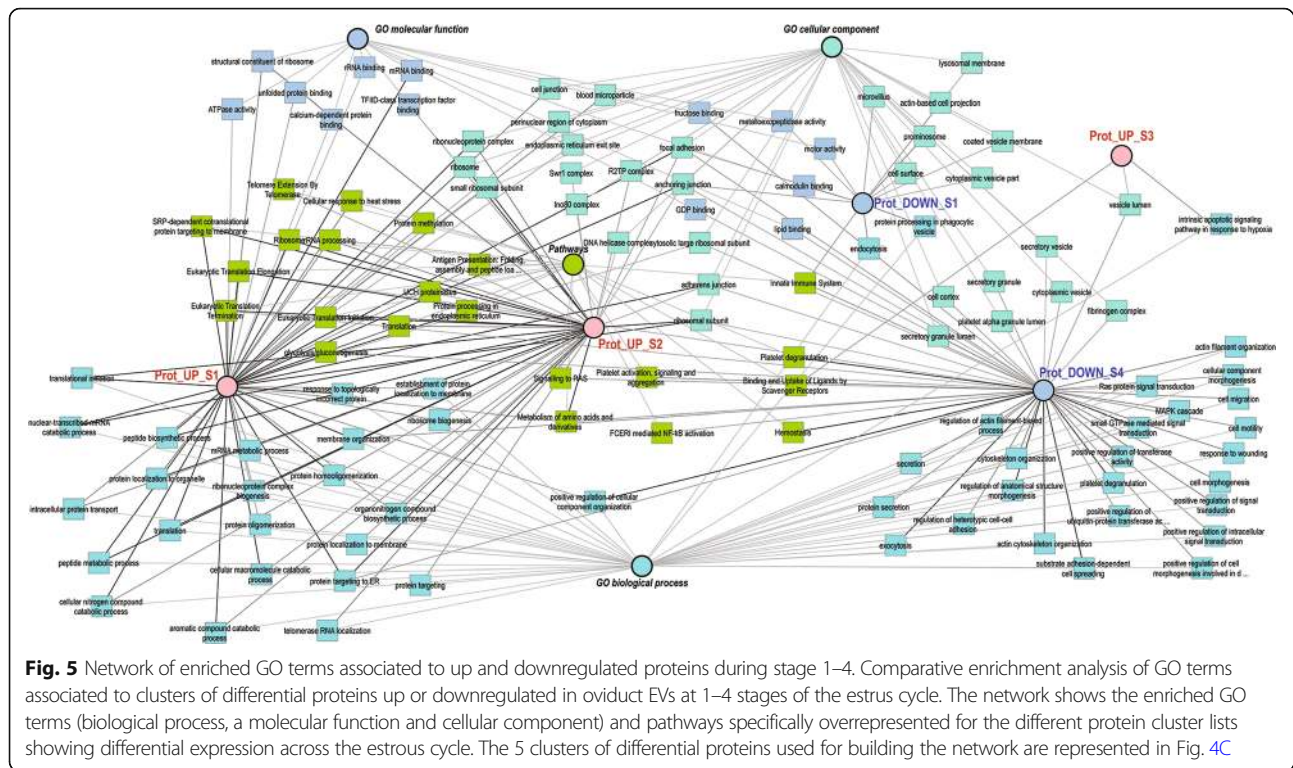 GO molecular function
GO cellular component
structural constituent of ribosome
rRNA binding
mRNA binding
lysosomal membrane
unfolded protein binding
cell junction
blood microparticle
microvillus
actin-based cell projection
ATPase activity
calcium-dependent protein
binding
TFIID-class transcription factor
binding
perinuclear region of cytoplasm
fructose binding
metalloexopeptidase activity
prominosome
coated vesicle membrane
Prot_UP_S3
ribonucleoprotein complex
endoplasmic reticulum exit site
focal adhesion
motor activity
ribosome
R2TP complex
Swr1 complex
cell surface
cytoplasmic vesicle part
small ribosomal subunit
anchoring junction
calmodulin binding
Telomere Extension By
Telomerase
Cellular response to heat stress
Ino80 complex
GDP binding
Prot_DOWN_S1
vesicle lumen
SRP-dependent cotranslational
protein targeting to membrane
Protein methylation
protein processing in phagocytic
vesicle
intrinsic apoptotic signaling
pathway in response to hypoxia
Ribosome
rRNA processing
Pathways
DNA helicase complex
cytosolic large ribosomal subunit
lipid binding
endocytosis
secretory vesicle
Antigen Presentation: Folding,
assembly and peptide loa ...
Eukaryotic Translation Elongation
adherens junction
Innate Immune System
secretory granule
cytoplasmic vesicle
UCH proteinases
cell cortex
Eukaryotic Translation
Termination
Eukaryotic Translation Initiation
Translation
Protein processing in
endoplasmic reticulum
ribosomal subunit
platelet alpha granule lumen
fibrinogen complex
Prot_UP_S2
secretory granule lumen
glycolysis/gluconeogenesis
Platelet degranulation
actin filament organization
translational initiation
Prot_UP_S1
Signalling to RAS
Platelet activation, signaling and
aggregation
Binding and Uptake of Ligands by
Scavenger Receptors
Prot_DOWN_S4
Ras protein signal transduction
cellular component
morphogenesis
response to topologically
incorrect protein
establishment of protein
localization to membrane
cell migration
MAPK cascade
nuclear-transcribed mRNA
catabolic process
ribosome biogenesis
Metabolism of amino acids and
derivatives
FCERI mediated NF-kB activation
Hemostasis
regulation of actin filament-based
process
small GTPase mediated signal
transduction
cell motility
peptide biosynthetic process
membrane organization
mRNA metabolic process
cytoskeleton organization
positive regulation of transferase
activity
response to wounding
secretion
protein localization to organelle
protein homooligomerization
ribonucleoprotein complex
biogenesis
regulation of anatomical structure
morphogenesis
platelet degranulation
cell morphogenesis
intracellular protein transport
organonitrogen compound
biosynthetic process
positive regulation of cellular
component organization
protein secretion
positive regulation of signal
transduction
translation
protein oligomerization
regulation of heterotypic cell-cell
adhesion
positive regulation of
ubiquitin-protein transferase ac ...
positive regulation of intracellular
signal transduction
protein localization to membrane
exocytosis
actin cytoskeleton organization
peptide metabolic process
cellular macromolecule catabolic
process
protein targeting to ER
protein targeting
GO biological process
substrate adhesion-dependent
cell spreading
positive regulation of cell
morphogenesis involved in d ...
cellular nitrogen compound
catabolic process
aromatic compound catabolic
process
telomerase RNA localization
Fig. 5 Network of enriched GO terms associated to up and downregulated proteins during stage 1–4. Comparative enrichment analysis of GO terms
associated to clusters of differential proteins up or downregulated in oviduct EVs at 1–4 stages of the estrus cycle. The network shows the enriched GO
terms (biological process, a molecular function and cellular component) and pathways specifically overrepresented for the different protein cluster lists
showing differential expression across the estrous cycle. The 5 clusters of differential proteins used for building the network are represented in Fig. 4C